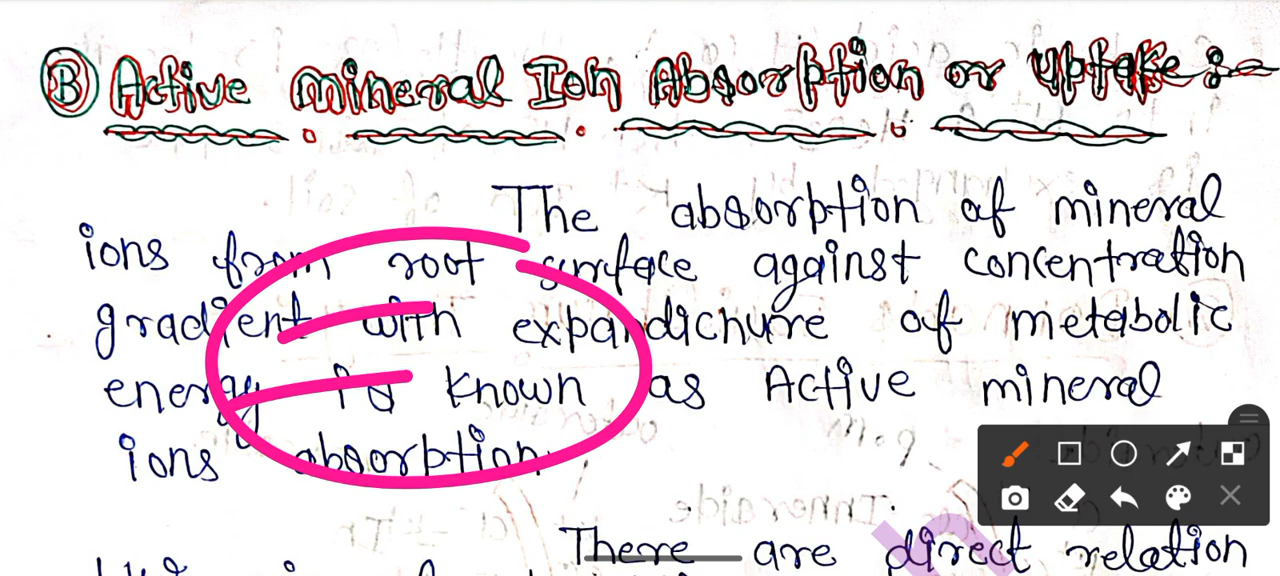 B Active mineral Ion Absorption or Uptake :-
The absorption of mineral
ions from root surface against concentration
gradient with expandichure of metabolic
energy is known as Active mineral
ions absorption.
There are direct relation